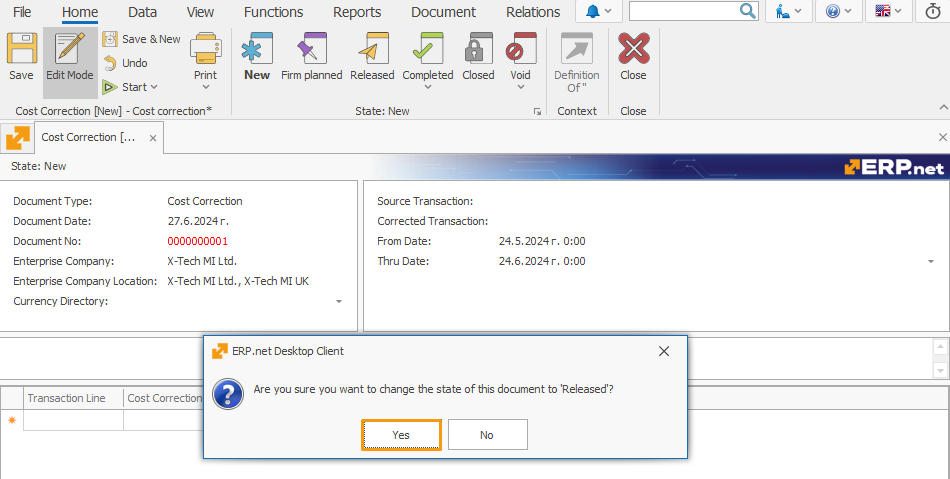 File Home Data View Functions Reports Document Relations
Save Edit Mode Save & New Undo Start Print New Firm planned Released Completed Closed Void Definition Of " Close
Cost Correction [New] - Cost correction* State: New Context Close
Cost Correction [...
State: New ERP.net
Document Type: Cost Correction
Document Date: 27.6.2024 г.
Document No: 0000000001
Enterprise Company: X-Tech MI Ltd.
Enterprise Company Location: X-Tech MI Ltd., X-Tech MI UK
Currency Directory:
Source Transaction:
Corrected Transaction:
From Date: 24.5.2024 г. 0:00
Thru Date: 24.6.2024 г. 0:00
ERP.net Desktop Client
Are you sure you want to change the state of this document to 'Released'?
Yes No
Transaction Line Cost Correction